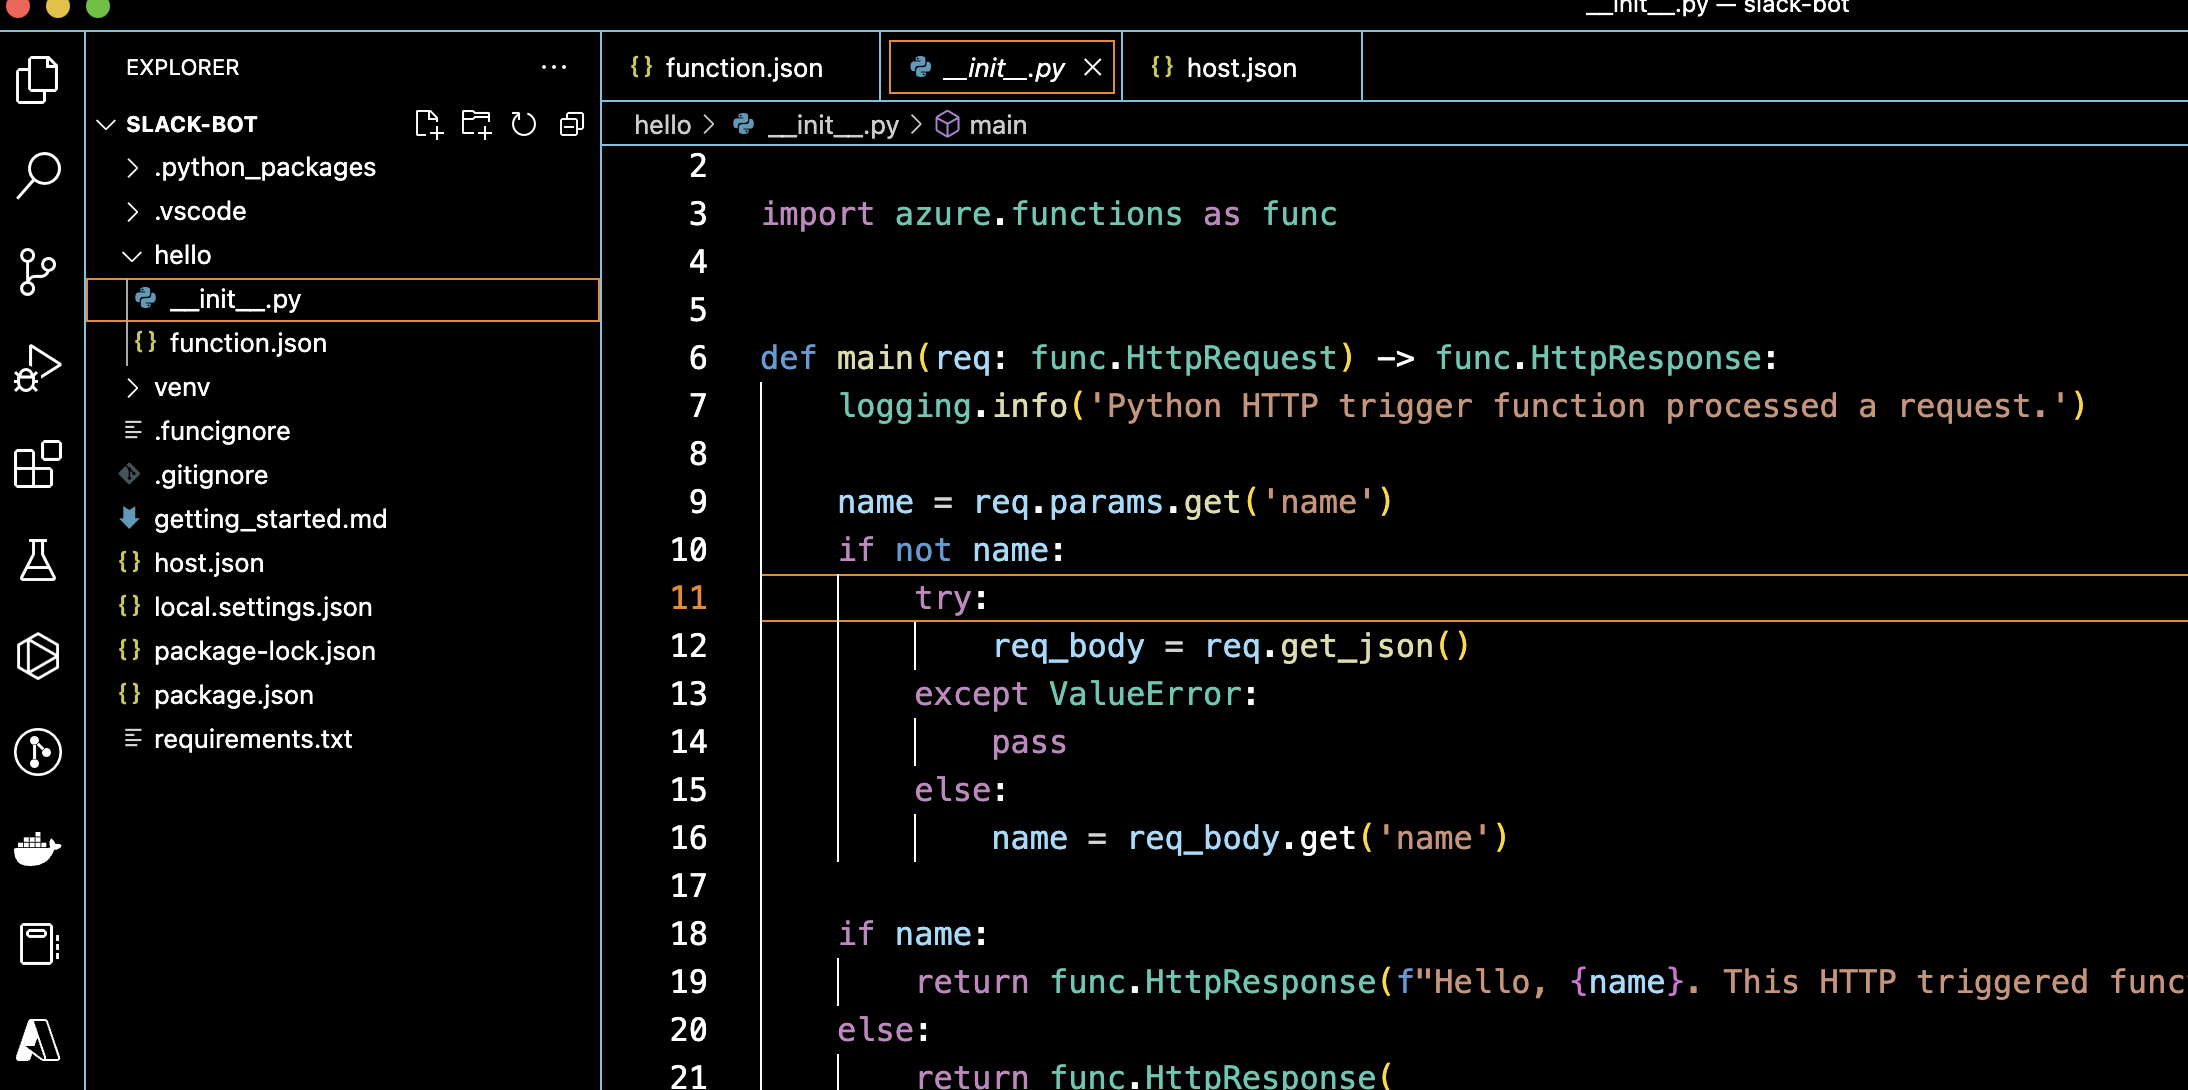 __init__.py — slack-bot
EXPLORER
SLACK-BOT
.python_packages
.vscode
hello
__init__.py
function.json
venv
.funcignore
.gitignore
getting_started.md
host.json
local.settings.json
package-lock.json
package.json
requirements.txt
function.json
__init__.py
host.json
hello > __init__.py > main
2
3 import azure.functions as func
4
5
6 def main(req: func.HttpRequest) -> func.HttpResponse:
7 logging.info('Python HTTP trigger function processed a request.')
8
9 name = req.params.get('name')
10 if not name:
11 try:
12 req_body = req.get_json()
13 except ValueError:
14 pass
15 else:
16 name = req_body.get('name')
17
18 if name:
19 return func.HttpResponse(f"Hello, {name}. This HTTP triggered func
20 else:
21 return func.HttpResponse(